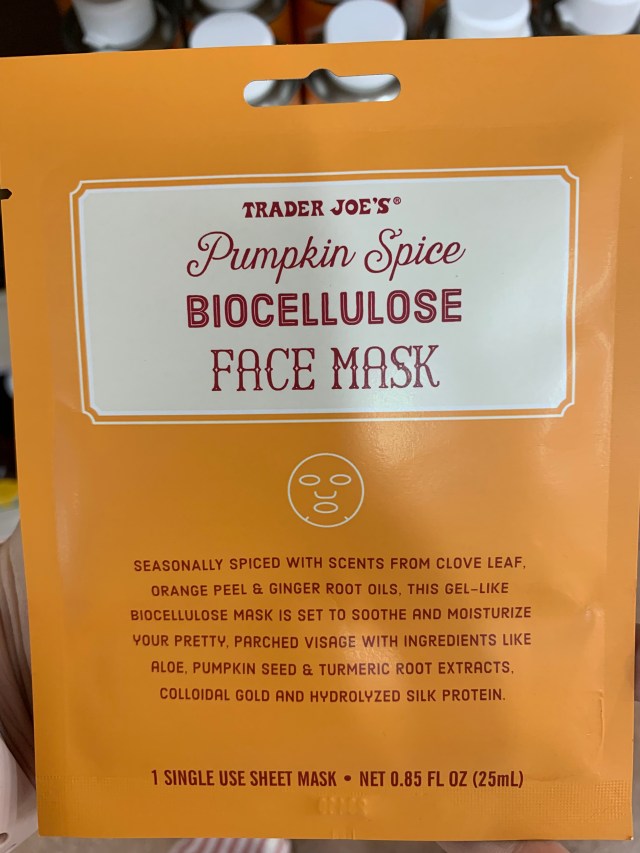 TRADER JOE'S®
Pumpkin Spice
BIOCELLULOSE
FACE MASK
SEASONALLY SPICED WITH SCENTS FROM CLOVE LEAF,
ORANGE PEEL & GINGER ROOT OILS, THIS GEL-LIKE
BIOCELLULOSE MASK IS SET TO SOOTHE AND MOISTURIZE
YOUR PRETTY, PARCHED VISAGE WITH INGREDIENTS LIKE
ALOE, PUMPKIN SEED & TURMERIC ROOT EXTRACTS,
COLLOIDAL GOLD AND HYDROLYZED SILK PROTEIN.
1 SINGLE USE SHEET MASK • NET 0.85 FL OZ (25mL)